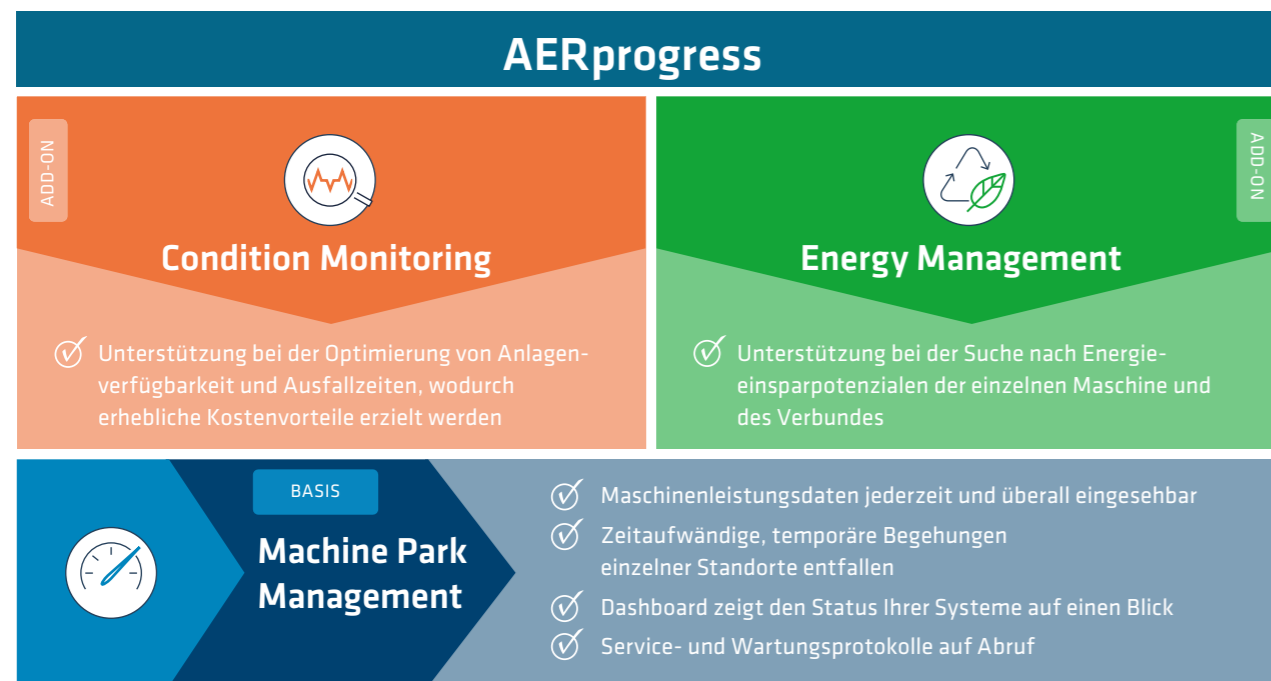 AERprogress
ADD-ON
Condition Monitoring
Unterstützung bei der Optimierung von Anlagen-
verfügbarkeit und Ausfallzeiten, wodurch
erhebliche Kostenvorteile erzielt werden
ADD-ON
Energy Management
Unterstützung bei der Suche nach Energie-
einsparpotenzialen der einzelnen Maschine und
des Verbundes
BASIS
Machine Park
Management
Maschinenleistungsdaten jederzeit und überall eingesehbar
Zeitaufwändige, temporäre Begehungen
einzelner Standorte entfallen
Dashboard zeigt den Status Ihrer Systeme auf einen Blick
Service- und Wartungsprotokolle auf Abruf